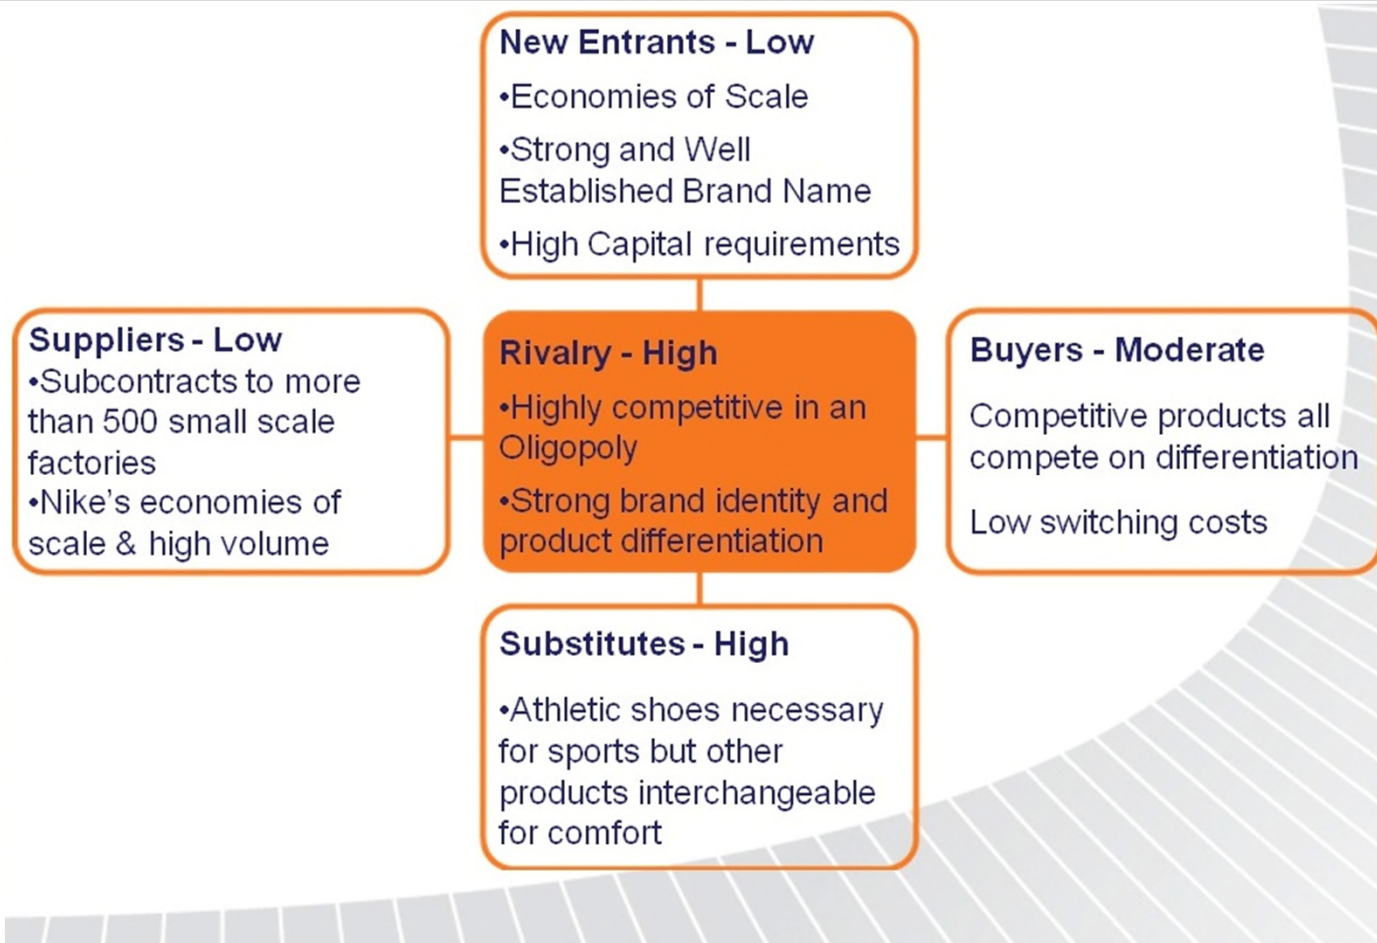 New Entrants - Low
•Economies of Scale
•Strong and Well
Established Brand Name
•High Capital requirements
Suppliers - Low
•Subcontracts to more
than 500 small scale
factories
•Nike's economies of
scale & high volume
Rivalry - High
•Highly competitive in an
Oligopoly
•Strong brand identity and
product differentiation
Buyers - Moderate
Competitive products all
compete on differentiation
Low switching costs
Substitutes - High
•Athletic shoes necessary
for sports but other
products interchangeable
for comfort